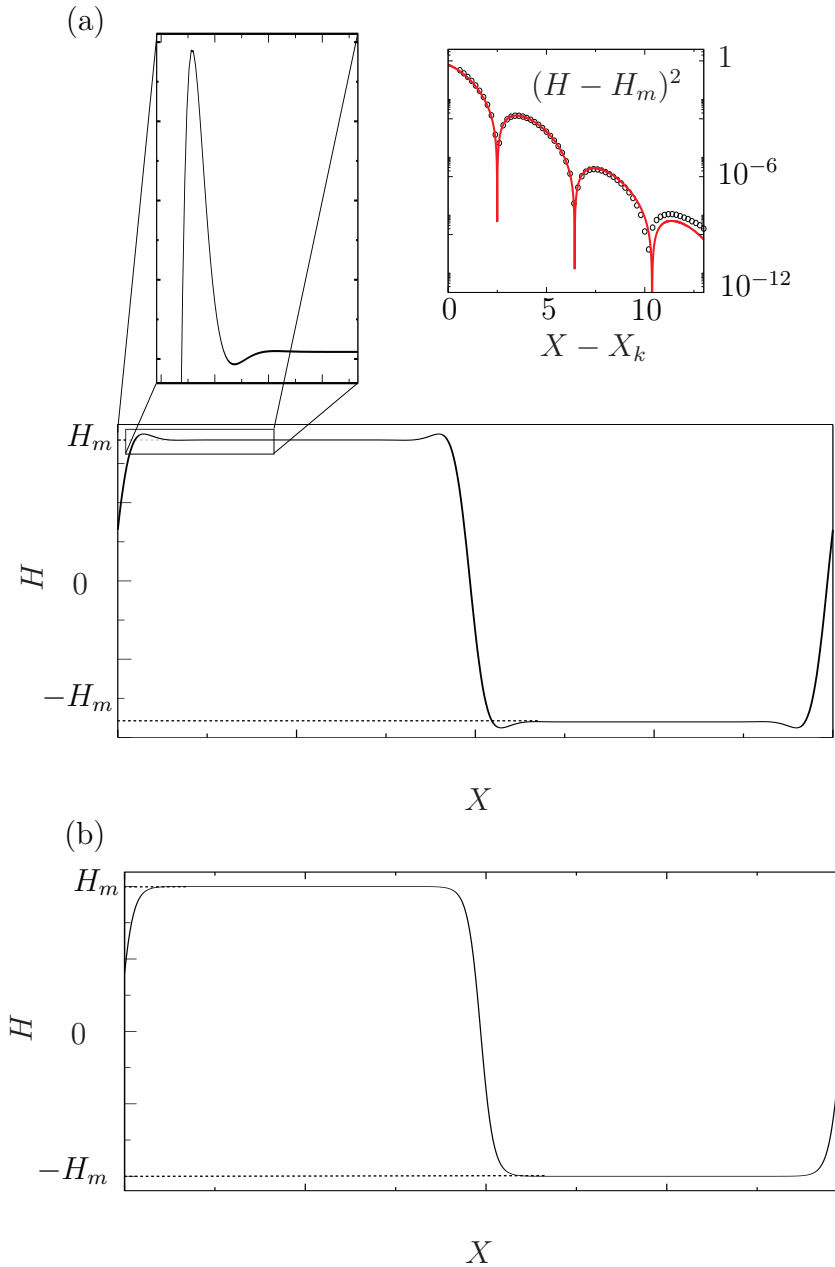 (a)
(H − H_m)^2
1
10^{-6}
10^{-12}
0 5 10
X − X_k
H_m
H
0
−H_m
X
(b)
H_m
H
0
−H_m
X